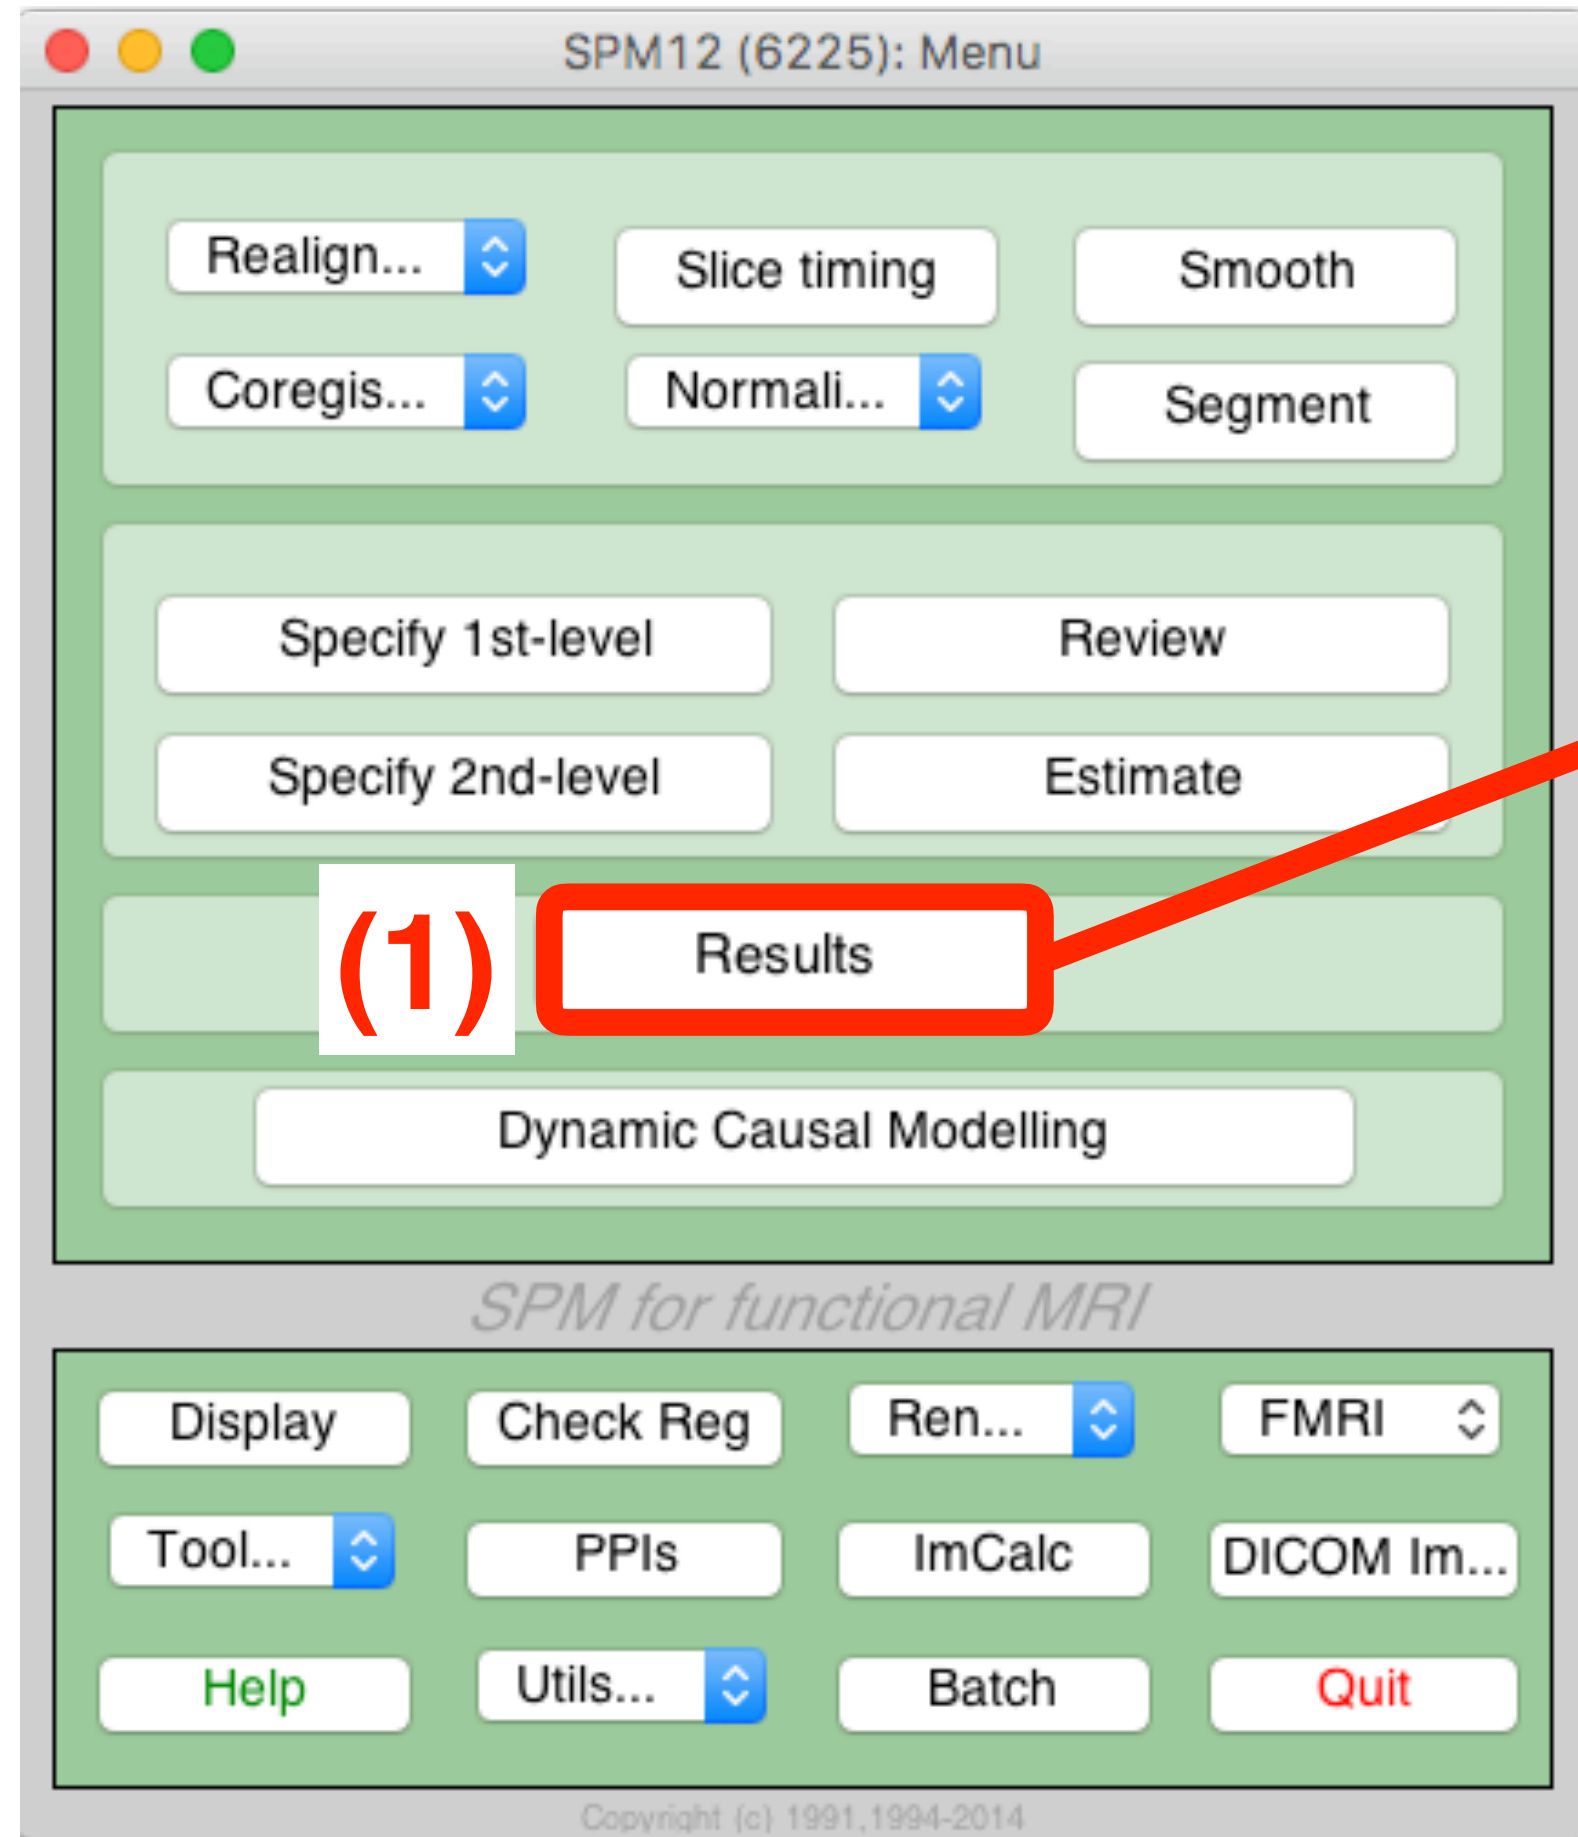 SPM12 (6225): Menu
Realign...
Slice timing
Smooth
Coregis...
Normali...
Segment
Specify 1st-level
Review
Specify 2nd-level
Estimate
(1)
Results
Dynamic Causal Modelling
SPM for functional MRI
Display
Check Reg
Ren...
FMRI
Tool...
PPIs
ImCalc
DICOM Im...
Help
Utils...
Batch
Quit
Copyright (c) 1991,1994-2014